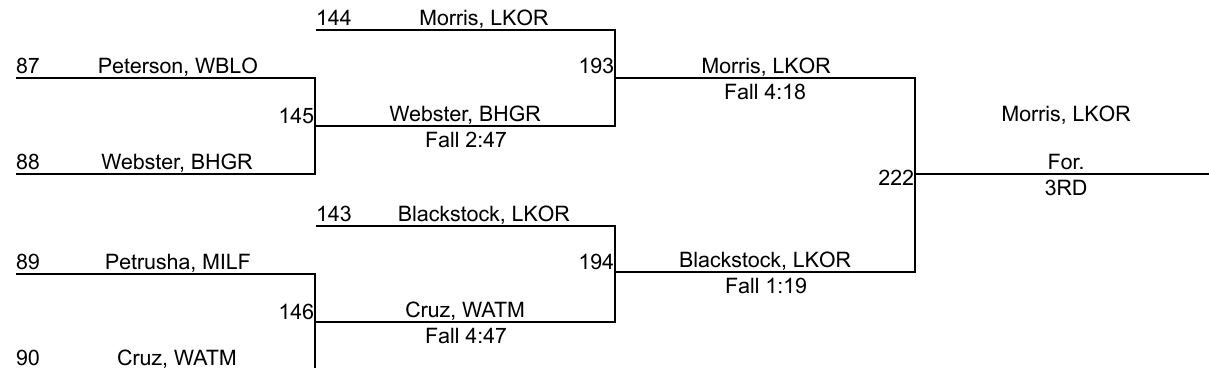 144 Morris, LKOR
87 Peterson, WBLO
193 Morris, LKOR
Fall 4:18
145 Webster, BHGR
Fall 2:47
Morris, LKOR
88 Webster, BHGR
For.
222
3RD
143 Blackstock, LKOR
89 Petrusha, MILF
194 Blackstock, LKOR
Fall 1:19
146 Cruz, WATM
Fall 4:47
90 Cruz, WATM